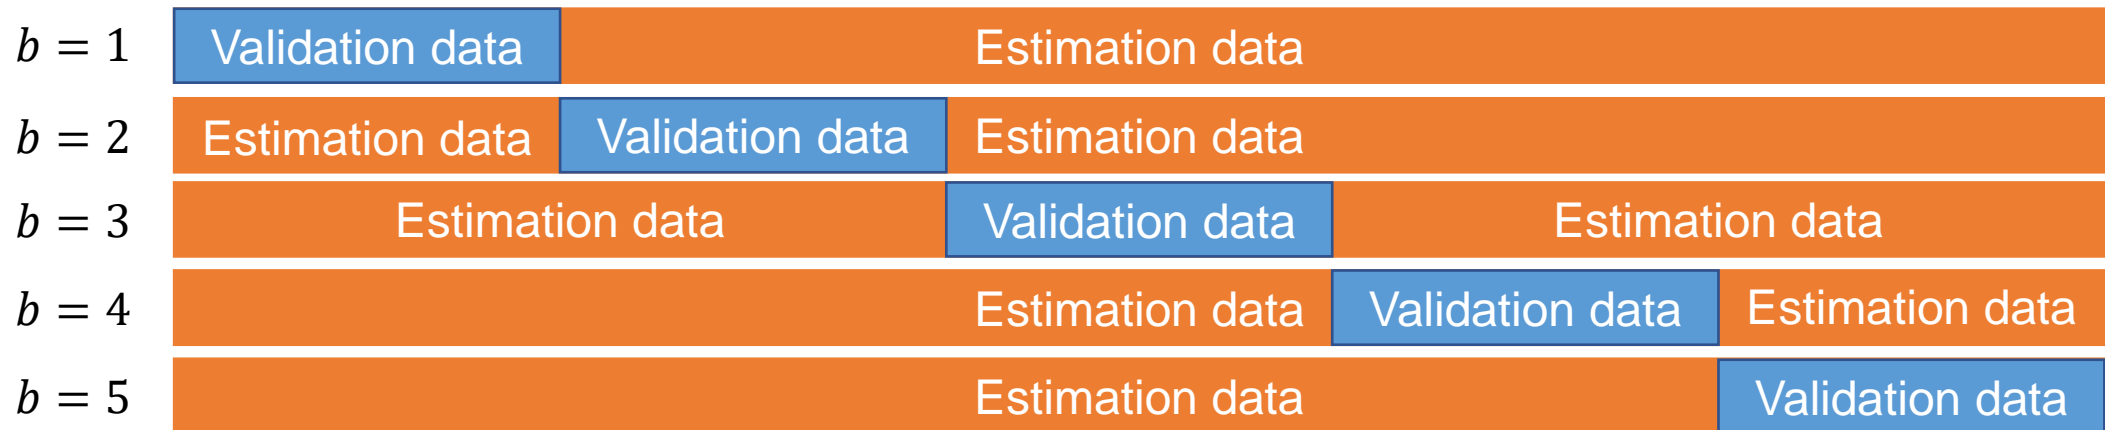 b = 1 Validation data Estimation data
b = 2 Estimation data Validation data Estimation data
b = 3 Estimation data Validation data Estimation data
b = 4 Estimation data Validation data Estimation data
b = 5 Estimation data Validation data